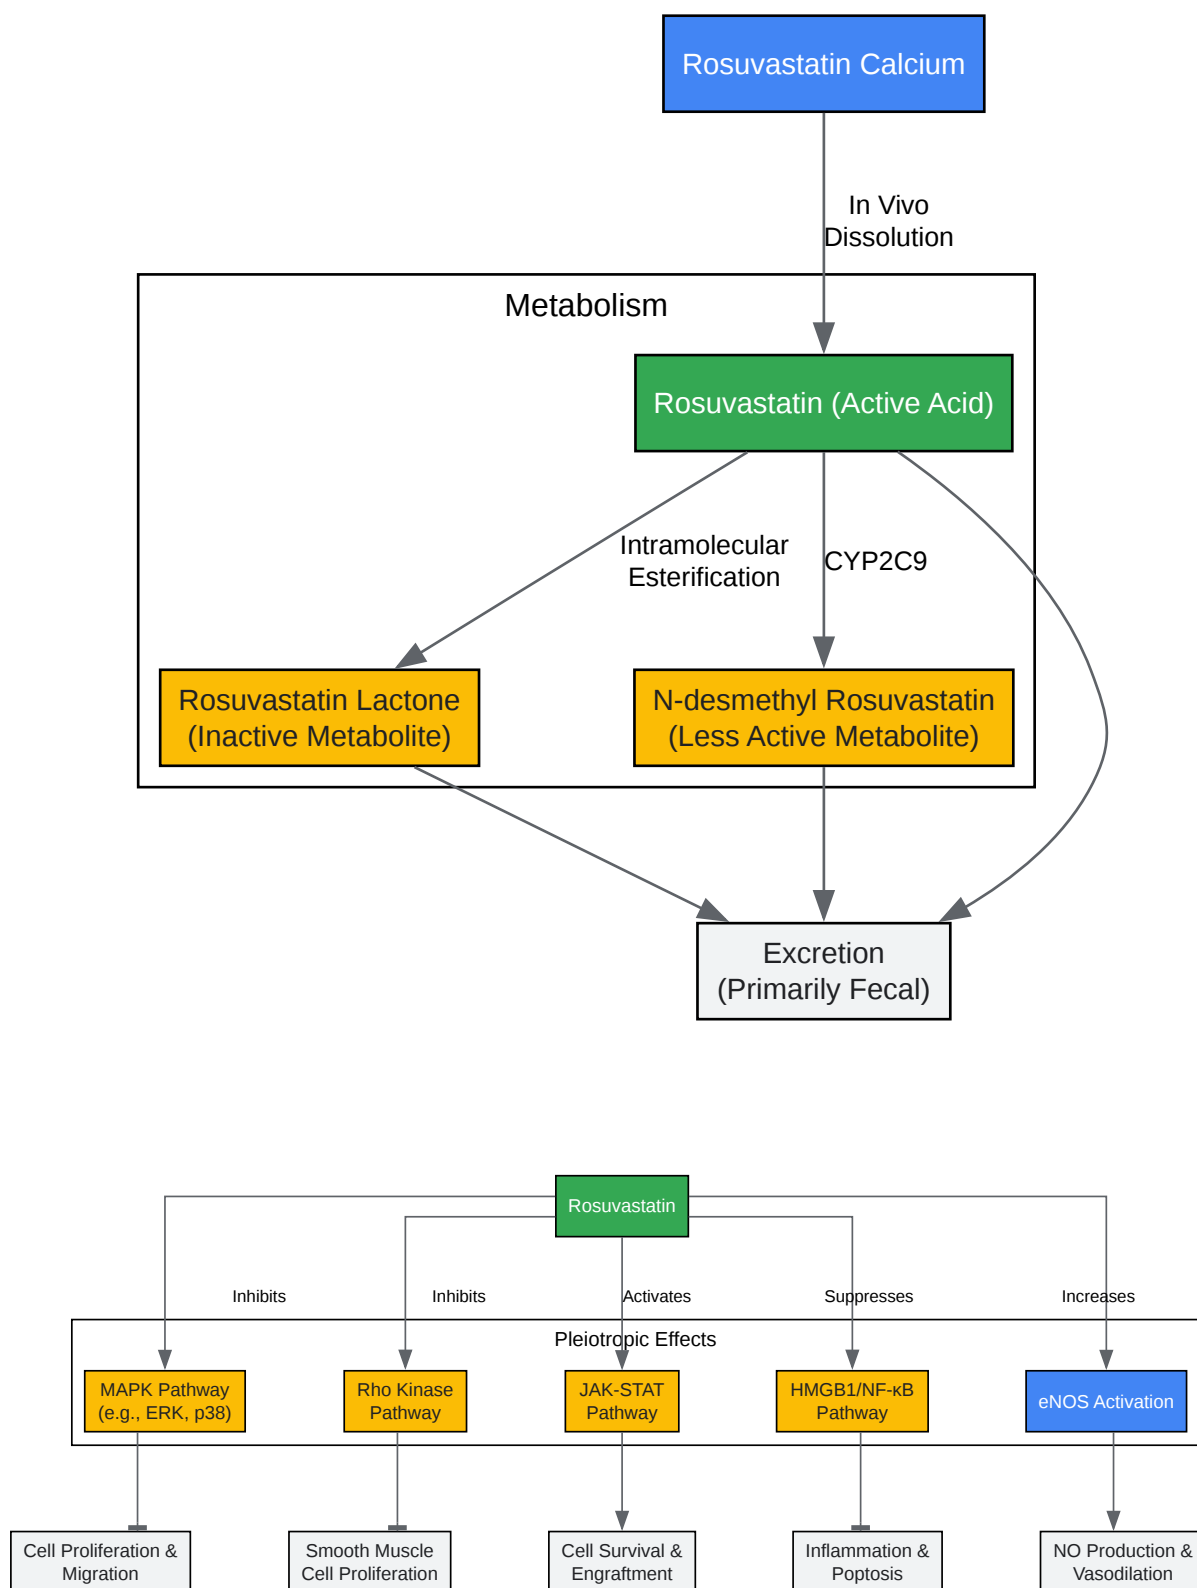 Rosuvastatin Calcium
In Vivo
Dissolution
Metabolism
Rosuvastatin (Active Acid)
Intramolecular
Esterification
CYP2C9
Rosuvastatin Lactone
(Inactive Metabolite)
N-desmethyl Rosuvastatin
(Less Active Metabolite)
Excretion
(Primarily Fecal)
Rosuvastatin
Inhibits
Inhibits
Activates
Suppresses
Increases
Pleiotropic Effects
MAPK Pathway
(e.g., ERK, p38)
Rho Kinase
Pathway
JAK-STAT
Pathway
HMGB1/NF-κB
Pathway
eNOS Activation
Cell Proliferation &
Migration
Smooth Muscle
Cell Proliferation
Cell Survival &
Engraftment
Inflammation &
Poptosis
NO Production &
Vasodilation